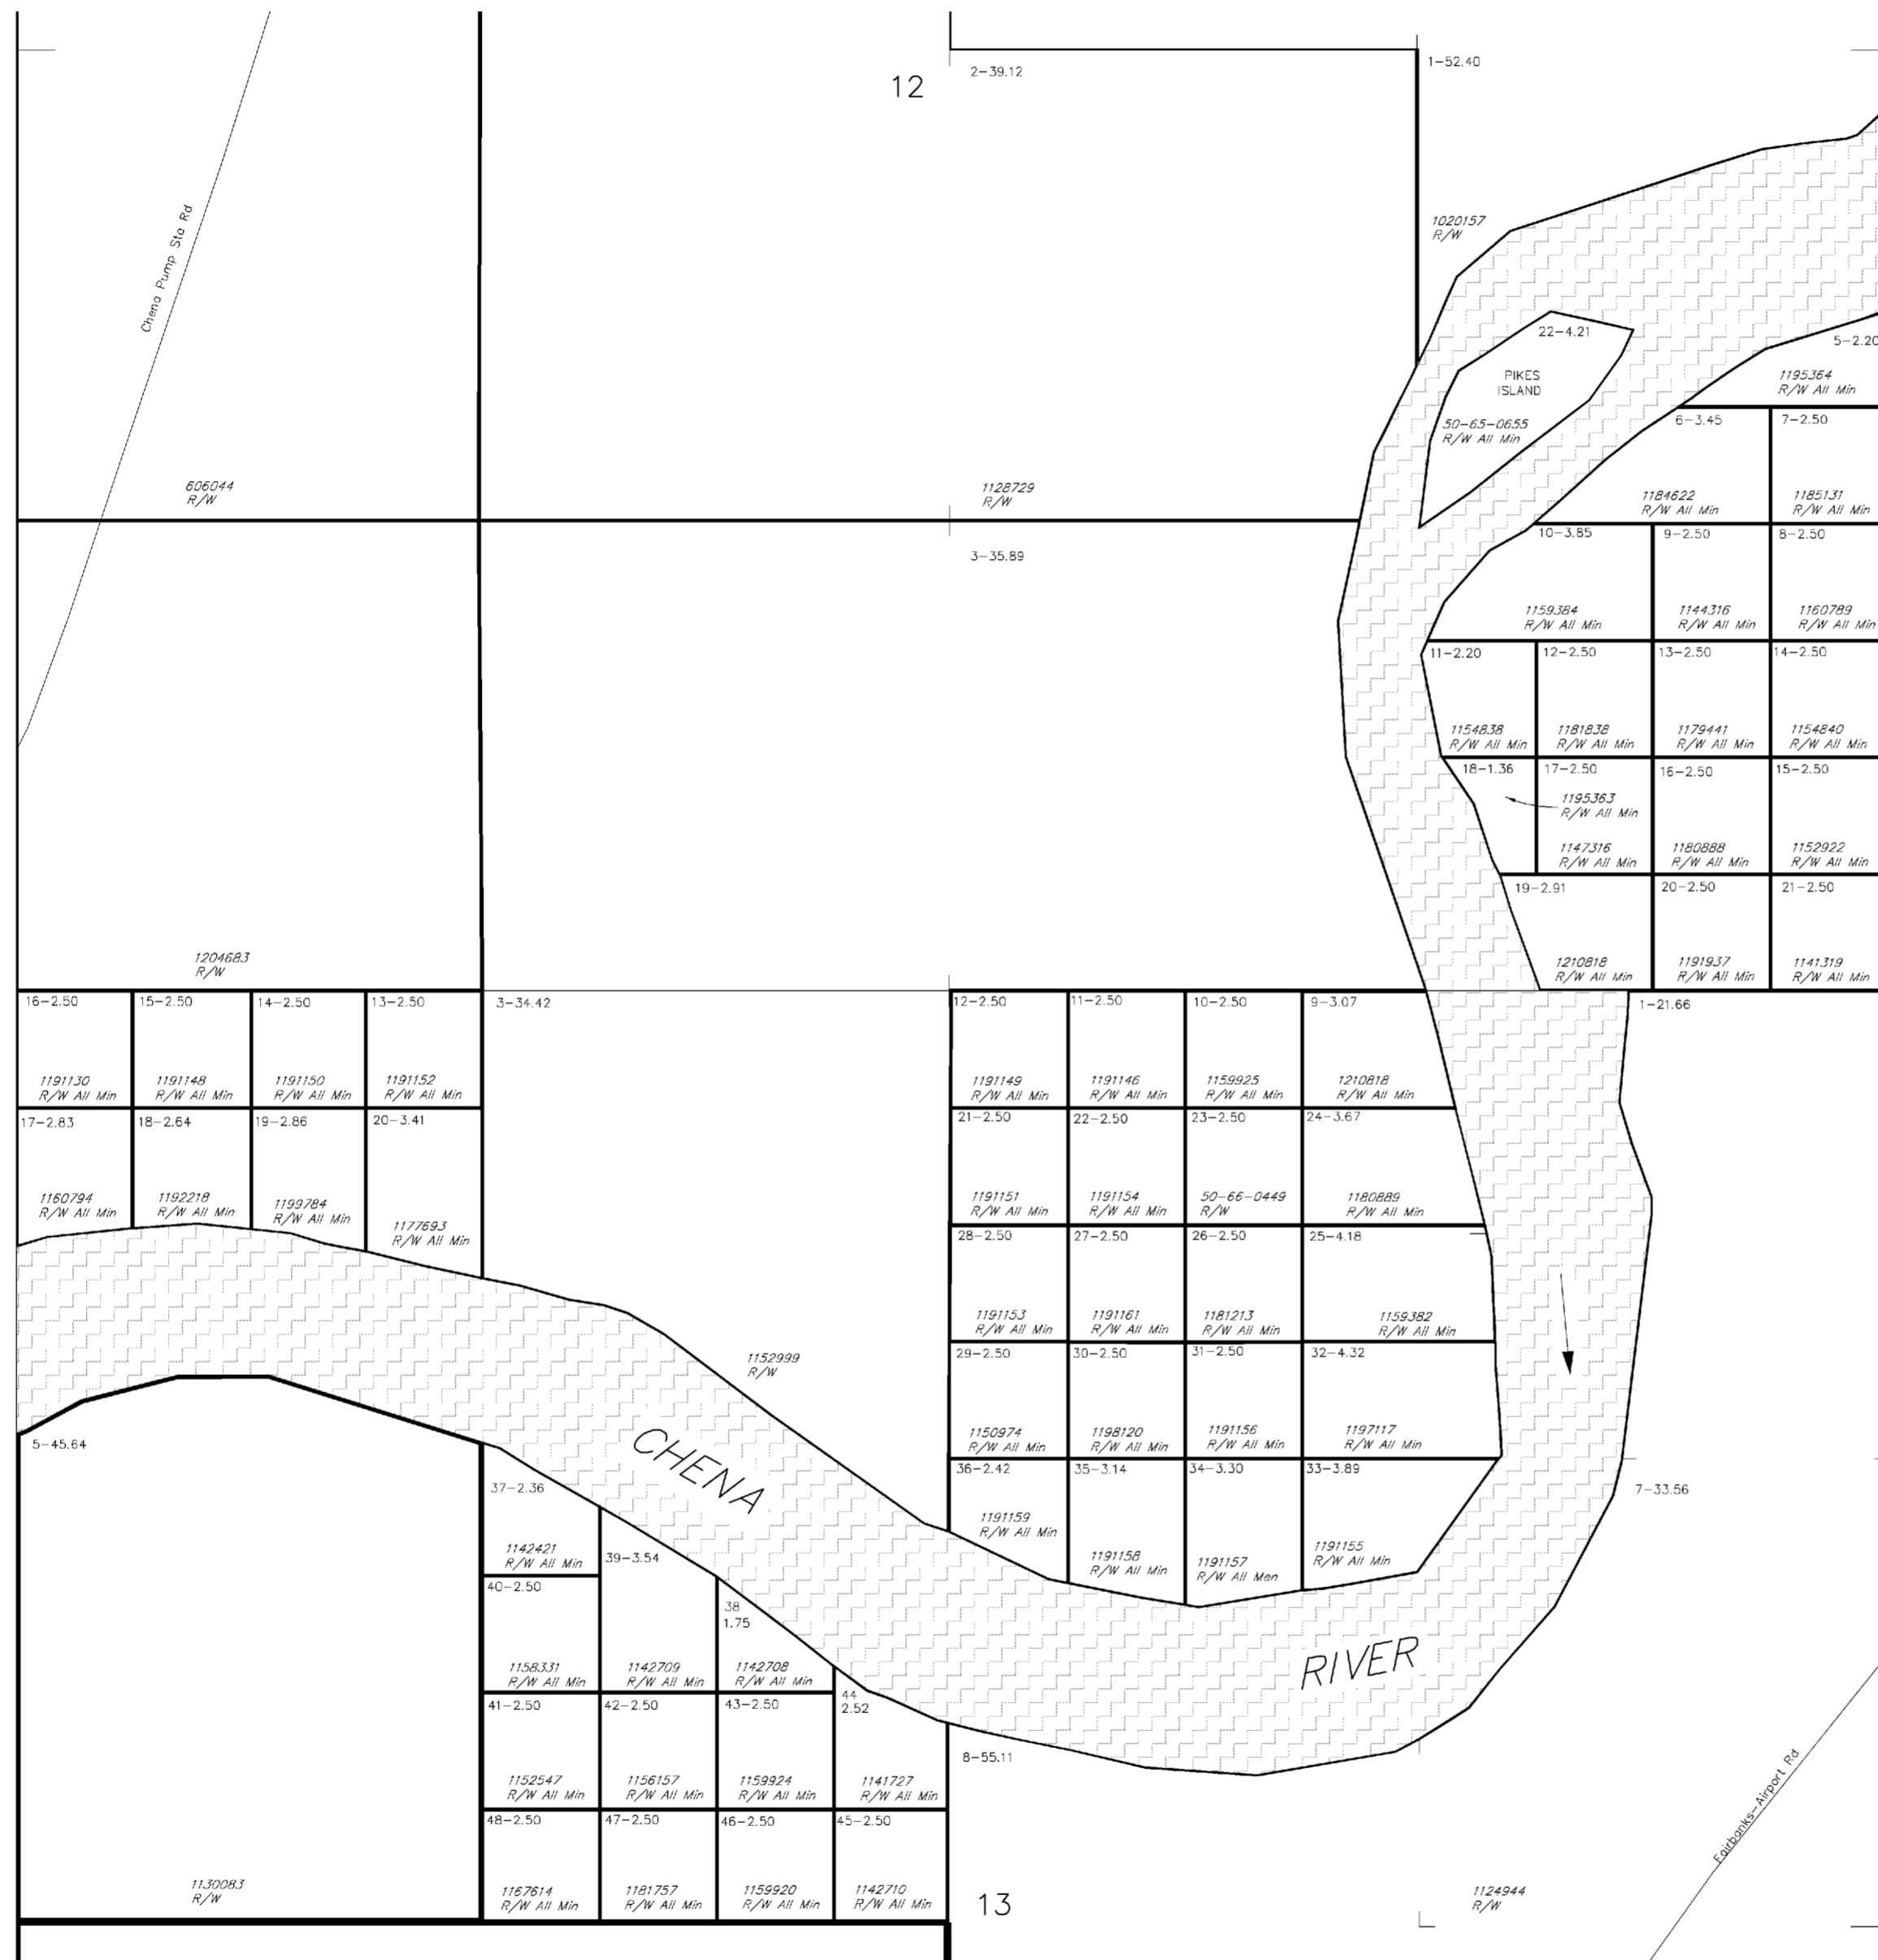 12
2-39.12
1-52.40
Chena Pump Sta Rd
1020157
R/W
22-4.21
PIKES
ISLAND
50-65-0655
R/W All Min
5-2.20
1195364
R/W All Min
6-3.45
7-2.50
606044
R/W
1128729
R/W
1184622
R/W All Min
1185131
R/W All Min
3-35.89
10-3.85
9-2.50
8-2.50
1159384
R/W All Min
1144316
R/W All Min
1160789
R/W All Min
11-2.20
12-2.50
13-2.50
14-2.50
1154838
R/W All Min
1181838
R/W All Min
1179441
R/W All Min
1154840
R/W All Min
18-1.36
17-2.50
16-2.50
15-2.50
1195363
R/W All Min
1147316
R/W All Min
1180888
R/W All Min
1152922
R/W All Min
19-2.91
20-2.50
21-2.50
1204683
R/W
1210818
R/W All Min
1191937
R/W All Min
1141319
R/W All Min
16-2.50
15-2.50
14-2.50
13-2.50
3-34.42
12-2.50
11-2.50
10-2.50
9-3.07
1-21.66
1191130
R/W All Min
1191148
R/W All Min
1191150
R/W All Min
1191152
R/W All Min
1191149
R/W All Min
1191146
R/W All Min
1159925
R/W All Min
1210818
R/W All Min
17-2.83
18-2.64
19-2.86
20-3.41
21-2.50
22-2.50
23-2.50
24-3.67
1160794
R/W All Min
1192218
R/W All Min
1199784
R/W All Min
1177693
R/W All Min
1191151
R/W All Min
1191154
R/W All Min
50-66-0449
R/W
1180889
R/W All Min
28-2.50
27-2.50
26-2.50
25-4.18
1191153
R/W All Min
1191161
R/W All Min
1181213
R/W All Min
1159382
R/W All Min
29-2.50
30-2.50
31-2.50
32-4.32
1152999
R/W
1150974
R/W All Min
1198120
R/W All Min
1191156
R/W All Min
1197117
R/W All Min
5-45.64
CHENA
36-2.42
35-3.14
34-3.30
33-3.89
37-2.36
7-33.56
1191159
R/W All Min
1191158
R/W All Min
1191157
R/W All Men
1191155
R/W All Min
1142421
R/W All Min
39-3.54
40-2.50
38
1.75
RIVER
1158331
R/W All Min
1142709
R/W All Min
1142708
R/W All Min
41-2.50
42-2.50
43-2.50
44
2.52
8-55.11
1152547
R/W All Min
1156157
R/W All Min
1159924
R/W All Min
1141727
R/W All Min
Fairbanks-Airport Rd
48-2.50
47-2.50
46-2.50
45-2.50
1130083
R/W
1167614
R/W All Min
1181757
R/W All Min
1159920
R/W All Min
1142710
R/W All Min
13
1124944
R/W